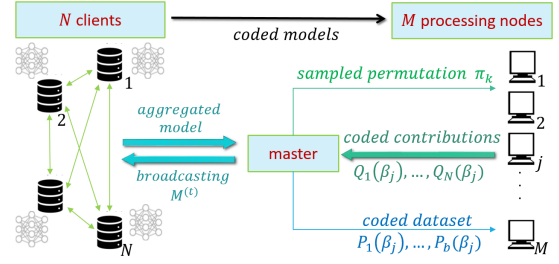 N clients
coded models
M processing nodes
1
2
N
aggregated
model
broadcasting
M^(t)
master
sampled permutation π_k
coded contributions
Q_1(β_j), ..., Q_N(β_j)
coded dataset
P_1(β_j), ..., P_b(β_j)
1
2
j
M